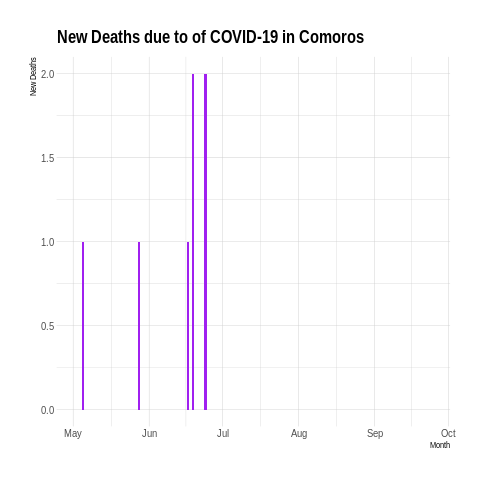 New Deaths due to of COVID-19 in Comoros
New Deaths
2.0
1.5
1.0
0.5
0.0
May Jun Jul Aug Sep Oct
Month